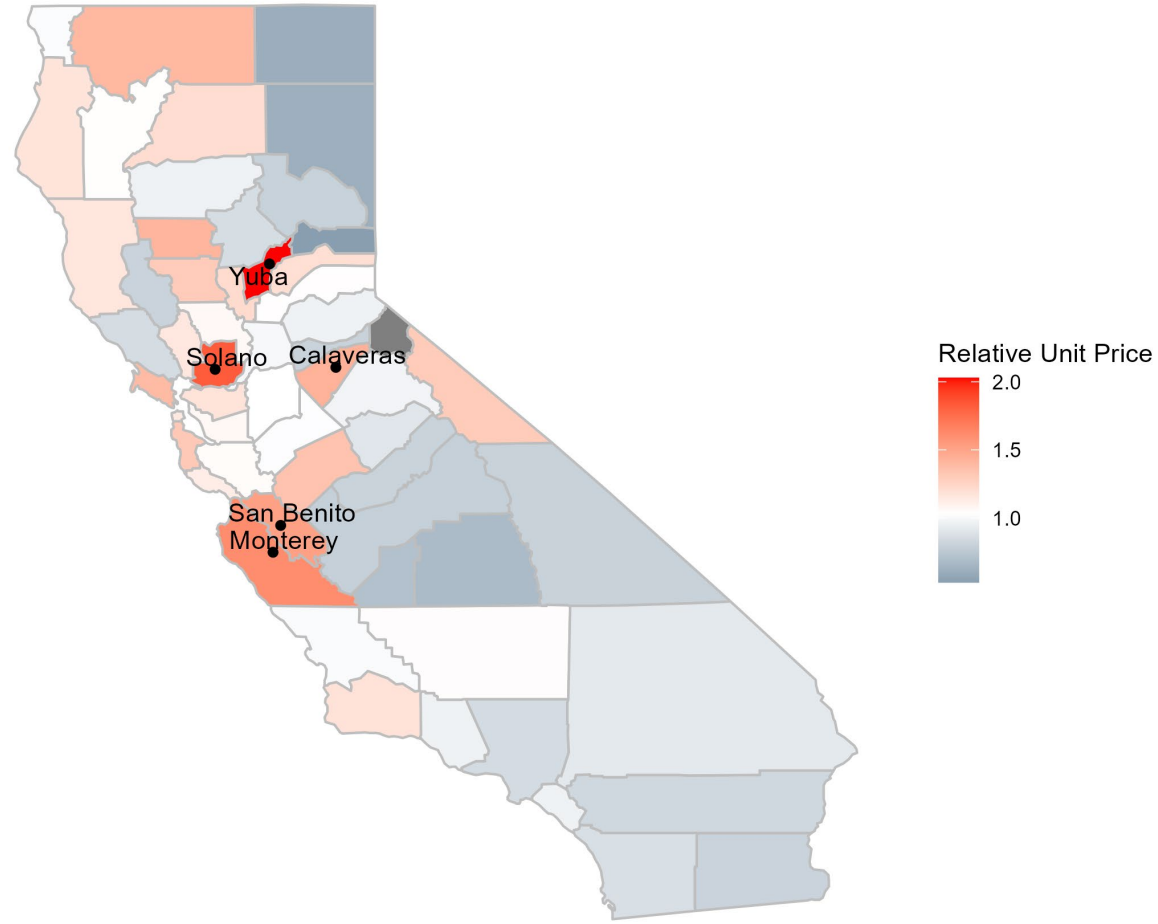 Yuba
Solano
Calaveras
San Benito
Monterey
Relative Unit Price
2.0
1.5
1.0